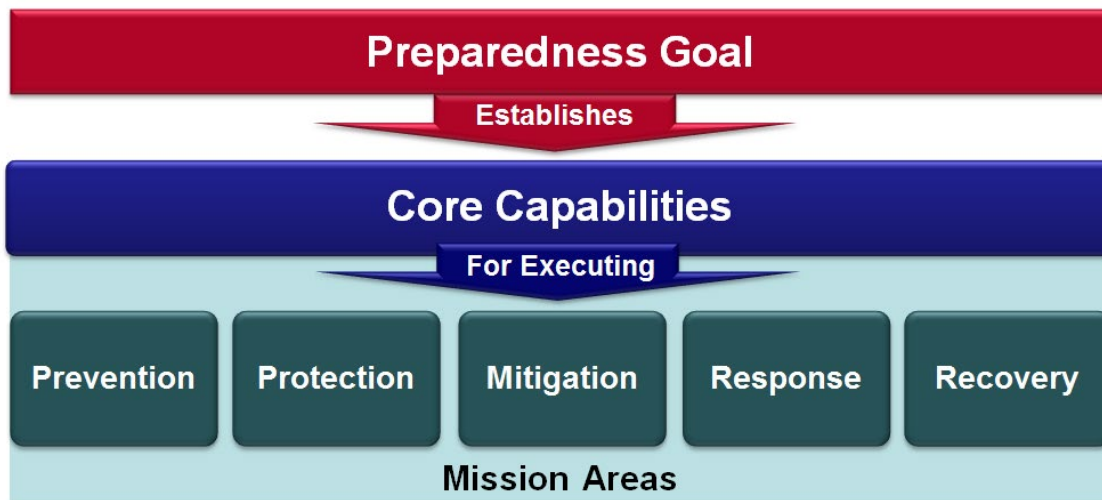 Preparedness Goal
Establishes
Core Capabilities
For Executing
Prevention
Protection
Mitigation
Response
Recovery
Mission Areas